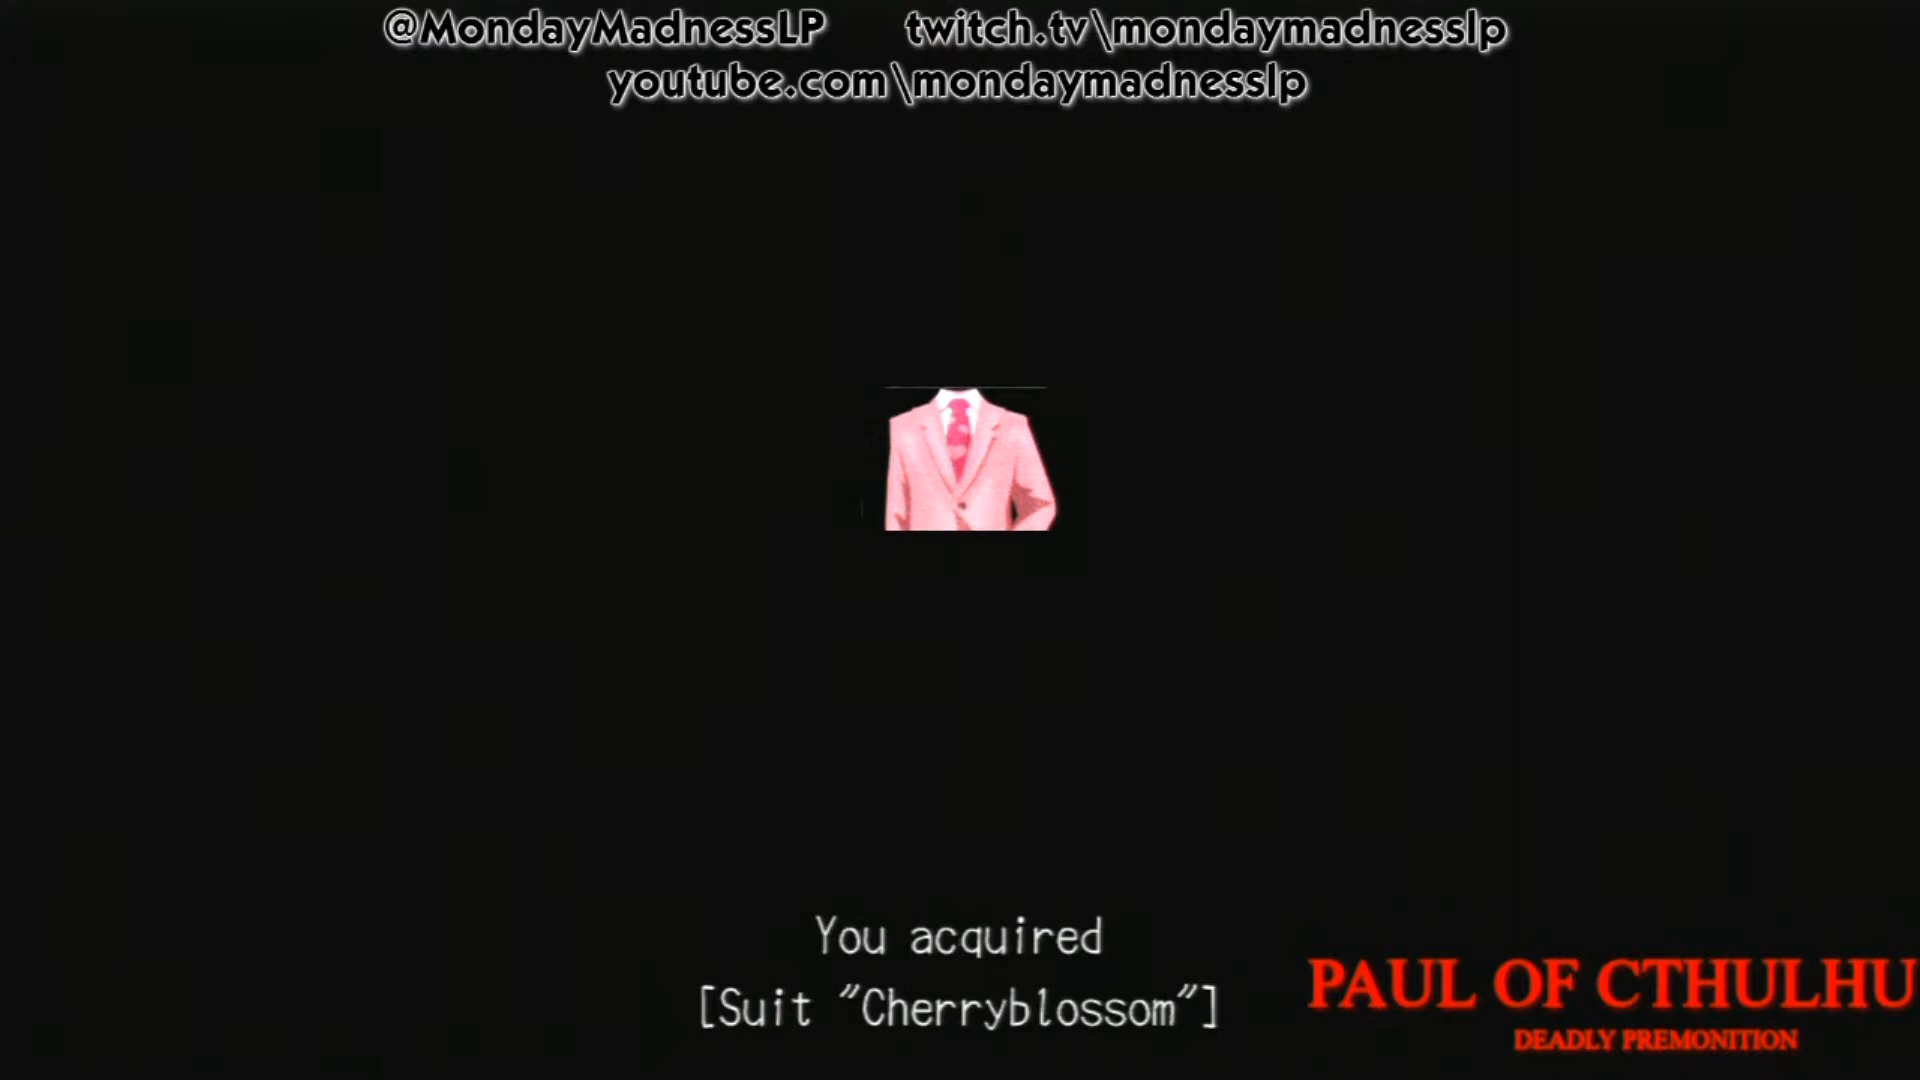 @MondayMadnessLP twitch.tv\mondaymadnesslp
youtube.com\mondaymadnesslp
You acquired
[Suit "Cherryblossom"]
PAUL OF CTHULHU
DEADLY PREMONITION